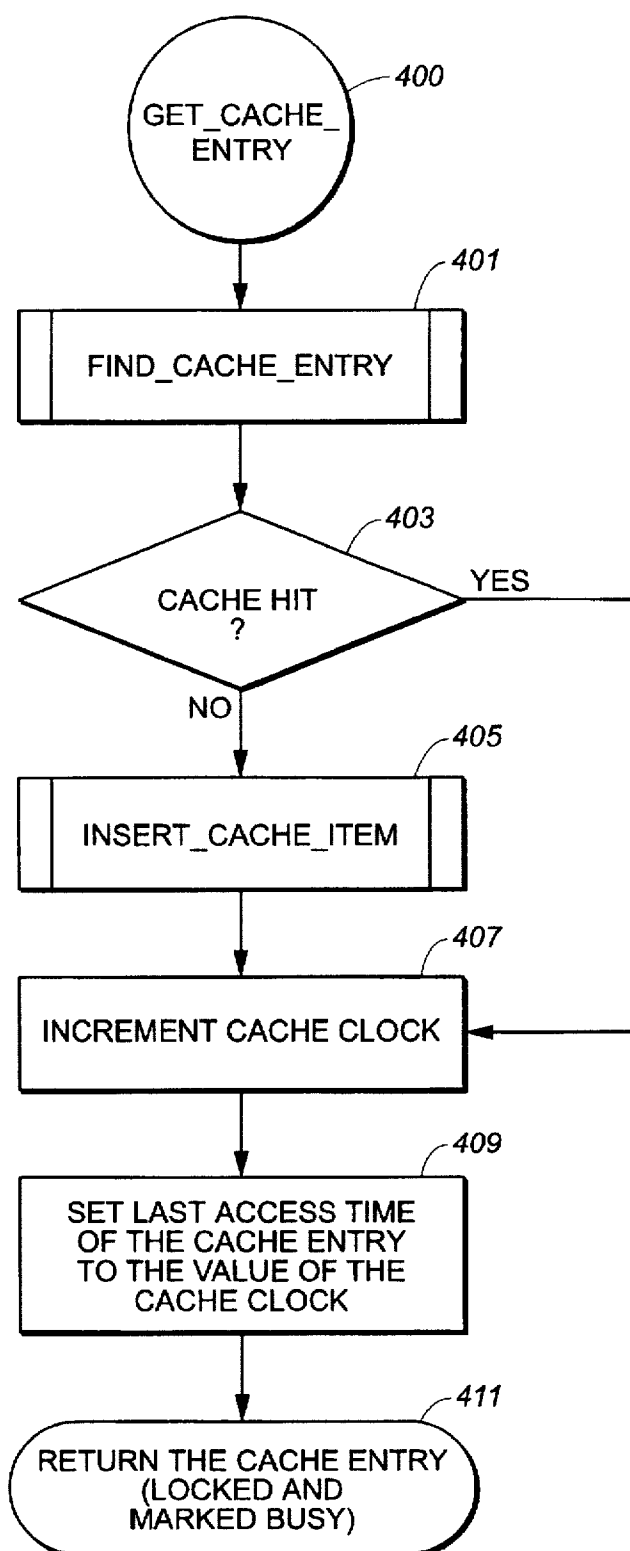 400
GET_CACHE_
ENTRY
401
FIND_CACHE_ENTRY
403
CACHE HIT
?
YES
NO
405
INSERT_CACHE_ITEM
407
INCREMENT CACHE CLOCK
409
SET LAST ACCESS TIME
OF THE CACHE ENTRY
TO THE VALUE OF THE
CACHE CLOCK
411
RETURN THE CACHE ENTRY
(LOCKED AND
MARKED BUSY)